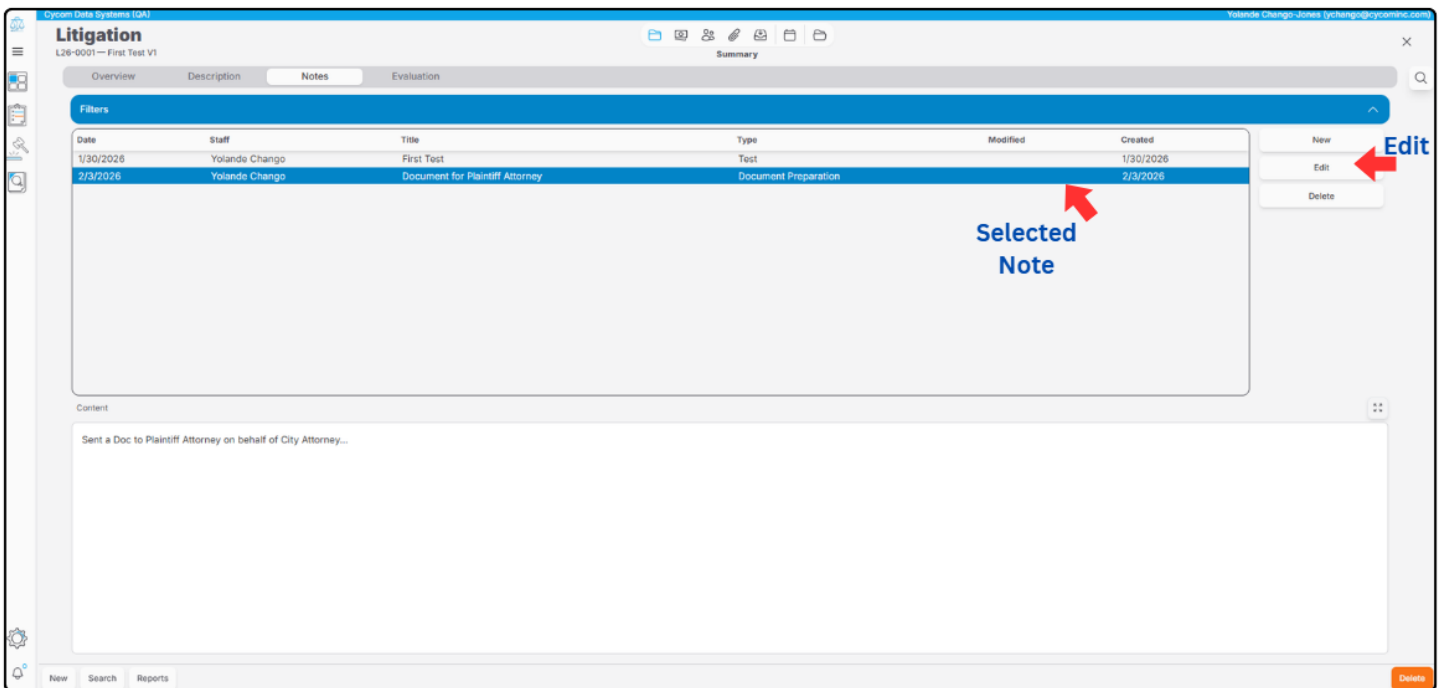 Cycom Data Systems (QA) Yolande Chango-Jones (ychango@cycominc.com)
Litigation
L26-0001 — First Test V1
Summary
Overview Description Notes Evaluation
Filters
Date Staff Title Type Modified Created
1/30/2026 Yolande Chango First Test Test 1/30/2026
2/3/2026 Yolande Chango Document for Plaintiff Attorney Document Preparation 2/3/2026
New
Edit
Edit
Delete
Selected
Note
Content
Sent a Doc to Plaintiff Attorney on behalf of City Attorney...
New Search Reports Delete